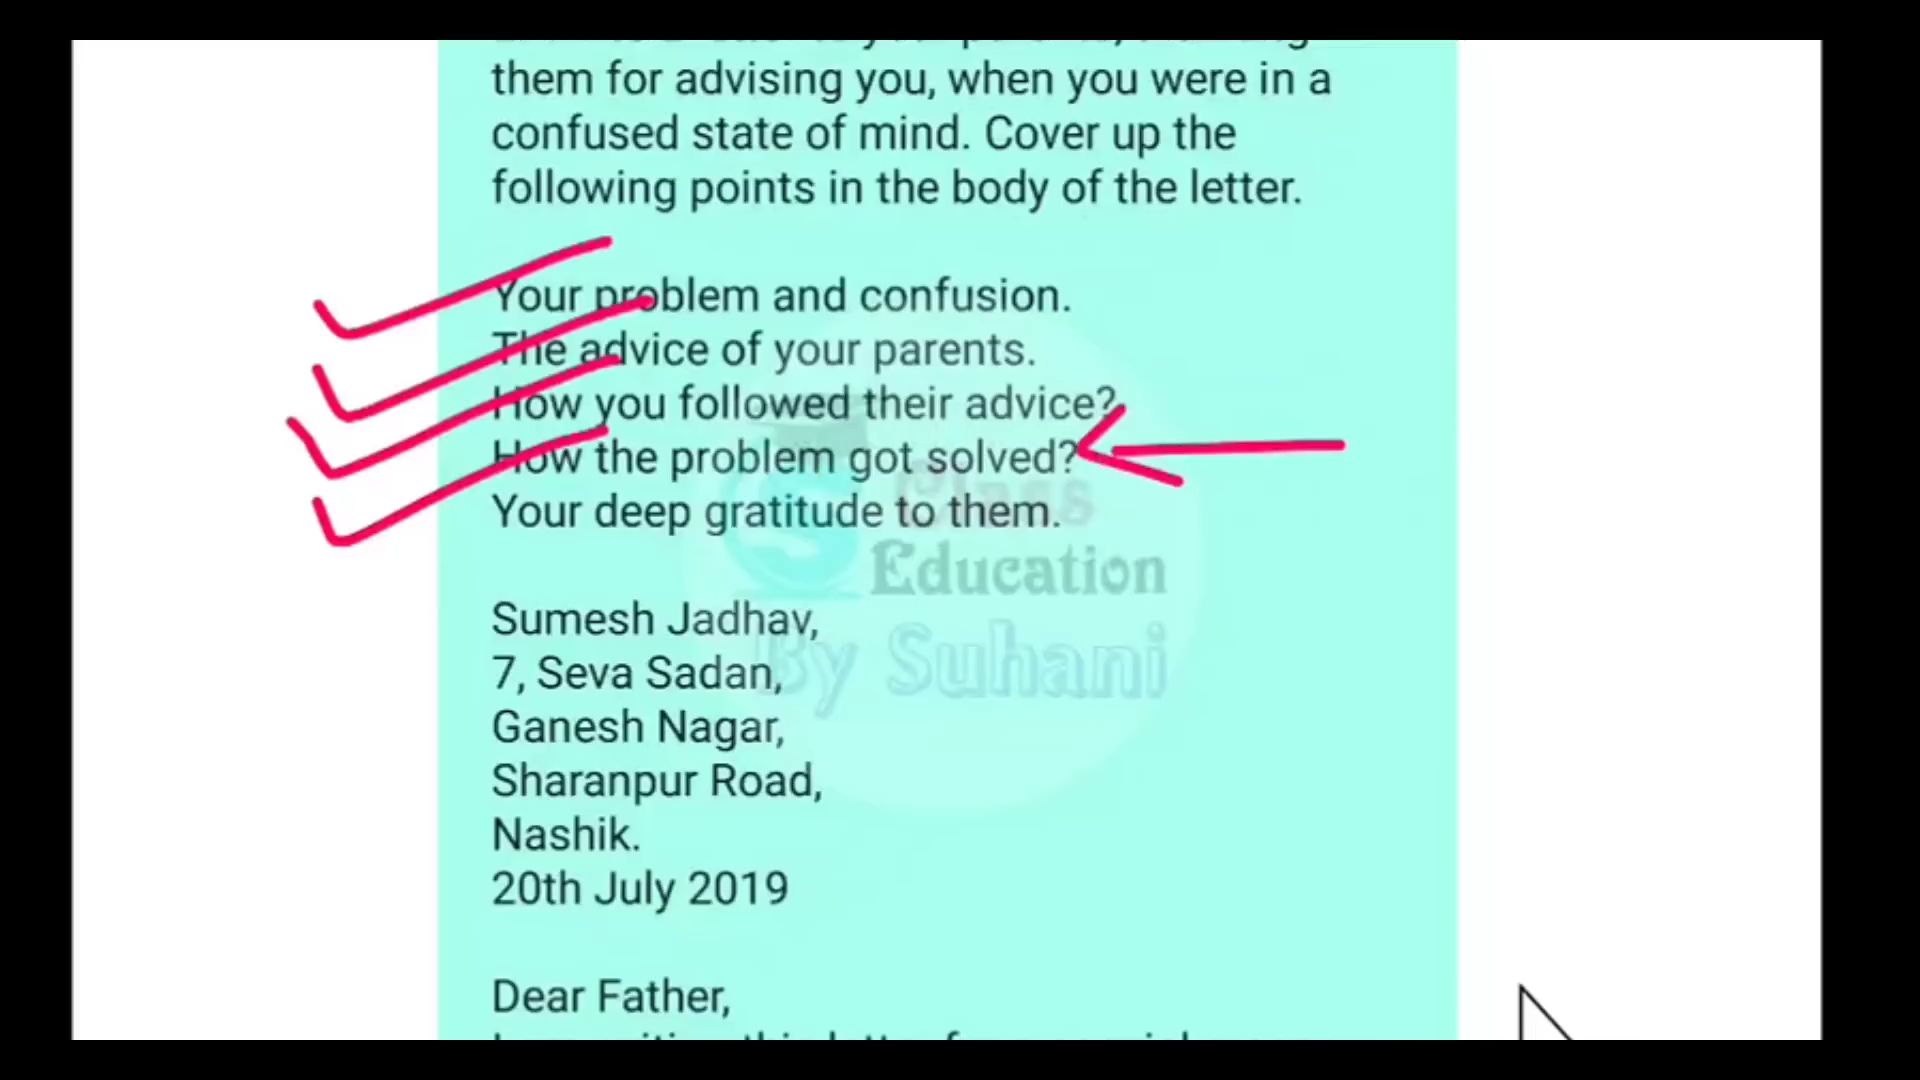 them for advising you, when you were in a
confused state of mind. Cover up the
following points in the body of the letter.
Your problem and confusion.
The advice of your parents.
How you followed their advice?
How the problem got solved?
Your deep gratitude to them.
Class
Education
By Suhani
Sumesh Jadhav,
7, Seva Sadan,
Ganesh Nagar,
Sharanpur Road,
Nashik.
20th July 2019
Dear Father,